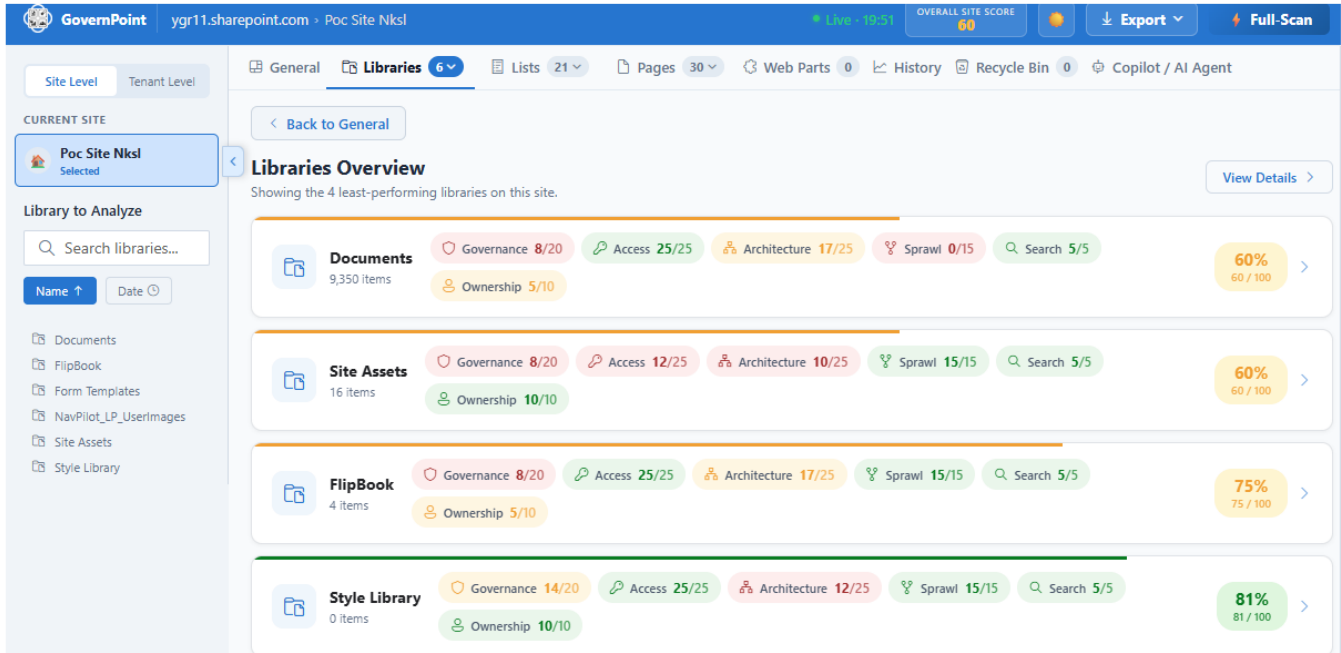 GovernPoint ygr11.sharepoint.com › Poc Site Nksl
Live · 19:51
OVERALL SITE SCORE
60
Export
Full-Scan
Site Level Tenant Level
CURRENT SITE
Poc Site Nksl
Selected
Library to Analyze
Search libraries...
Name ↑ Date
Documents
FlipBook
Form Templates
NavPilot_LP_UserImages
Site Assets
Style Library
General Libraries 6 Lists 21 Pages 30 Web Parts 0 History Recycle Bin 0 Copilot / AI Agent
Back to General
Libraries Overview
Showing the 4 least-performing libraries on this site.
View Details
Documents
9,350 items
Governance 8/20 Access 25/25 Architecture 17/25 Sprawl 0/15 Search 5/5
Ownership 5/10
60%
60 / 100
Site Assets
16 items
Governance 8/20 Access 12/25 Architecture 10/25 Sprawl 15/15 Search 5/5
Ownership 10/10
60%
60 / 100
FlipBook
4 items
Governance 8/20 Access 25/25 Architecture 17/25 Sprawl 15/15 Search 5/5
Ownership 5/10
75%
75 / 100
Style Library
0 items
Governance 14/20 Access 25/25 Architecture 12/25 Sprawl 15/15 Search 5/5
Ownership 10/10
81%
81 / 100